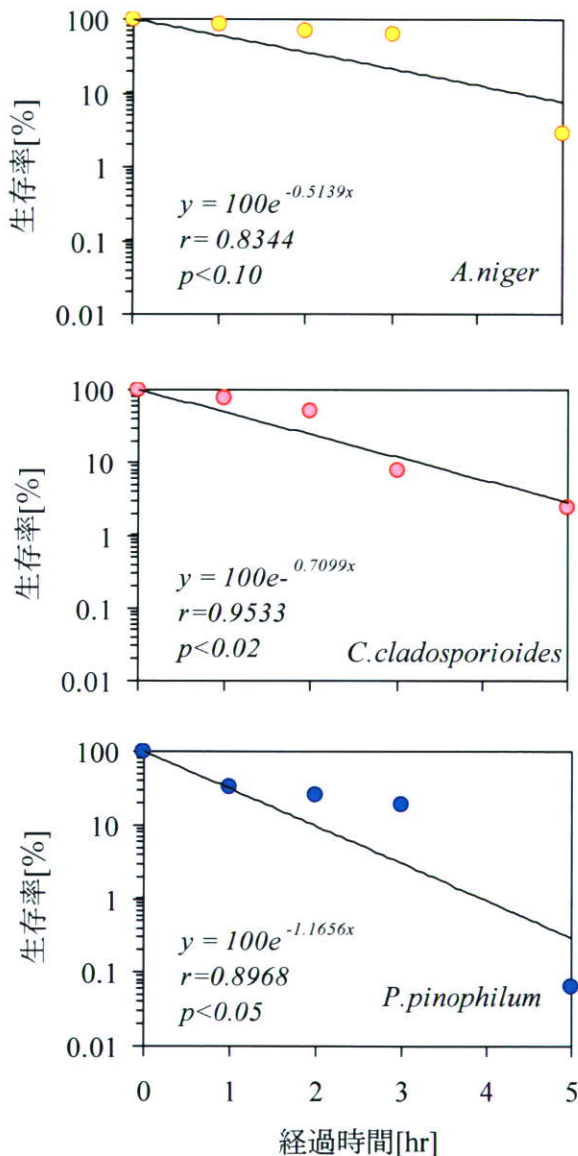 100
10
1
0.1
0.01
生存率[%]
y = 100e^-0.5139x
r= 0.8344
p<0.10
A.niger
100
10
1
0.1
0.01
生存率[%]
y = 100e-^0.7099x
r=0.9533
p<0.02
C.cladosporioides
100
10
1
0.1
0.01
生存率[%]
y = 100e^-1.1656x
r=0.8968
p<0.05
P.pinophilum
0 1 2 3 4 5
経過時間[hr]